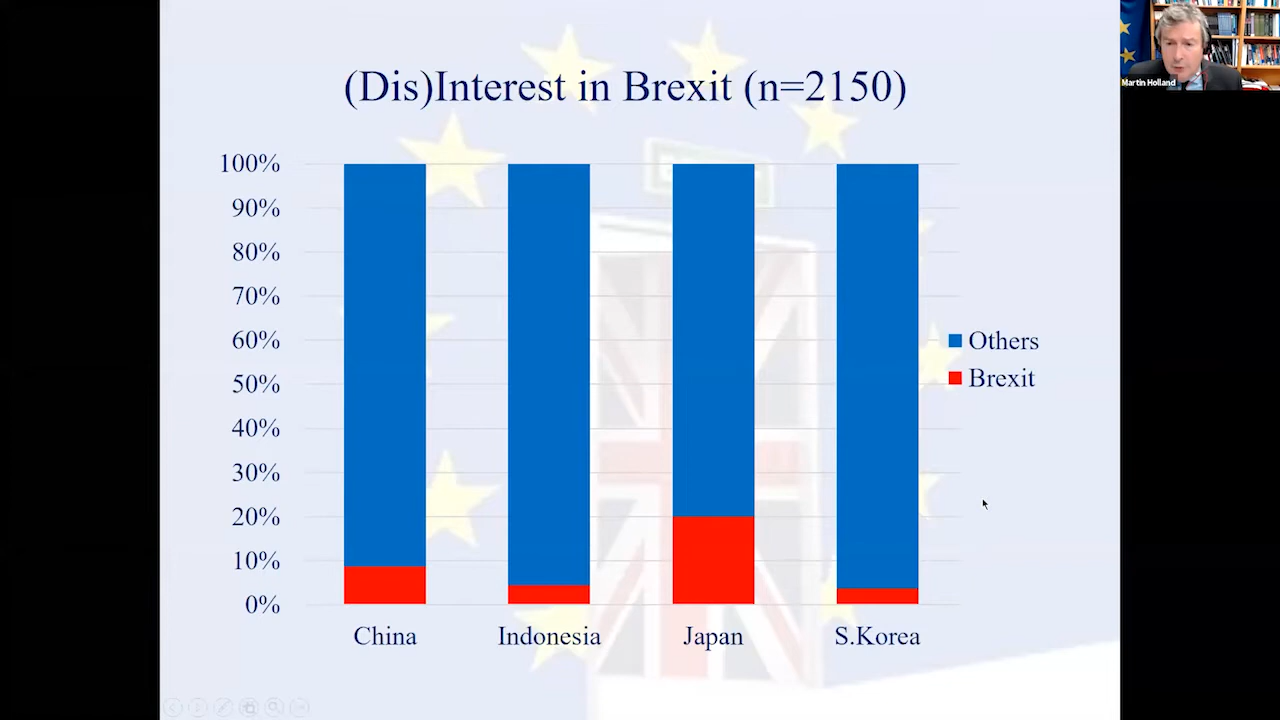 (Dis)Interest in Brexit (n=2150)
Martin Holland
100%
90%
80%
70%
60%
50%
40%
30%
20%
10%
0%
Others
Brexit
China
Indonesia
Japan
S.Korea